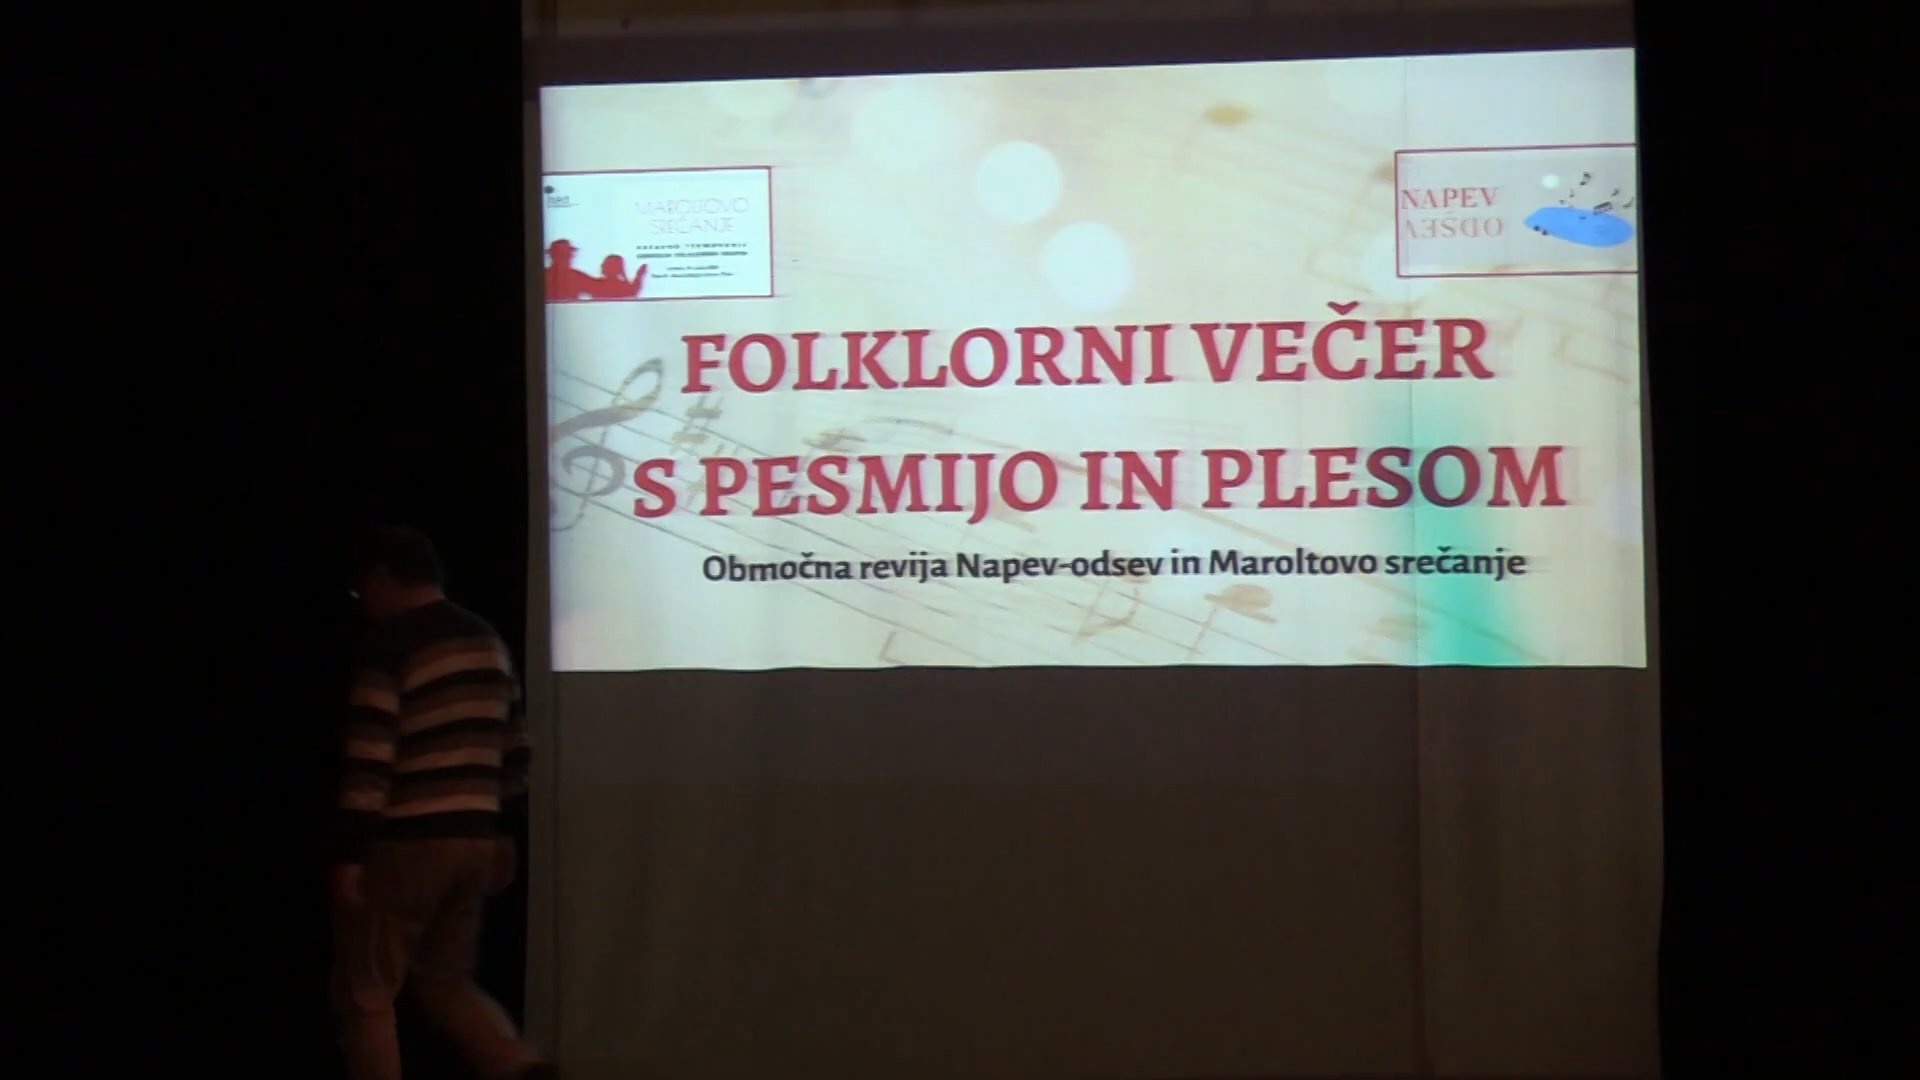 MAROLTOVO
SREČANJE
NAPEV
ODSEV
FOLKLORNI VEČER
S PESMIJO IN PLESOM
Območna revija Napev-odsev in Maroltovo srečanje